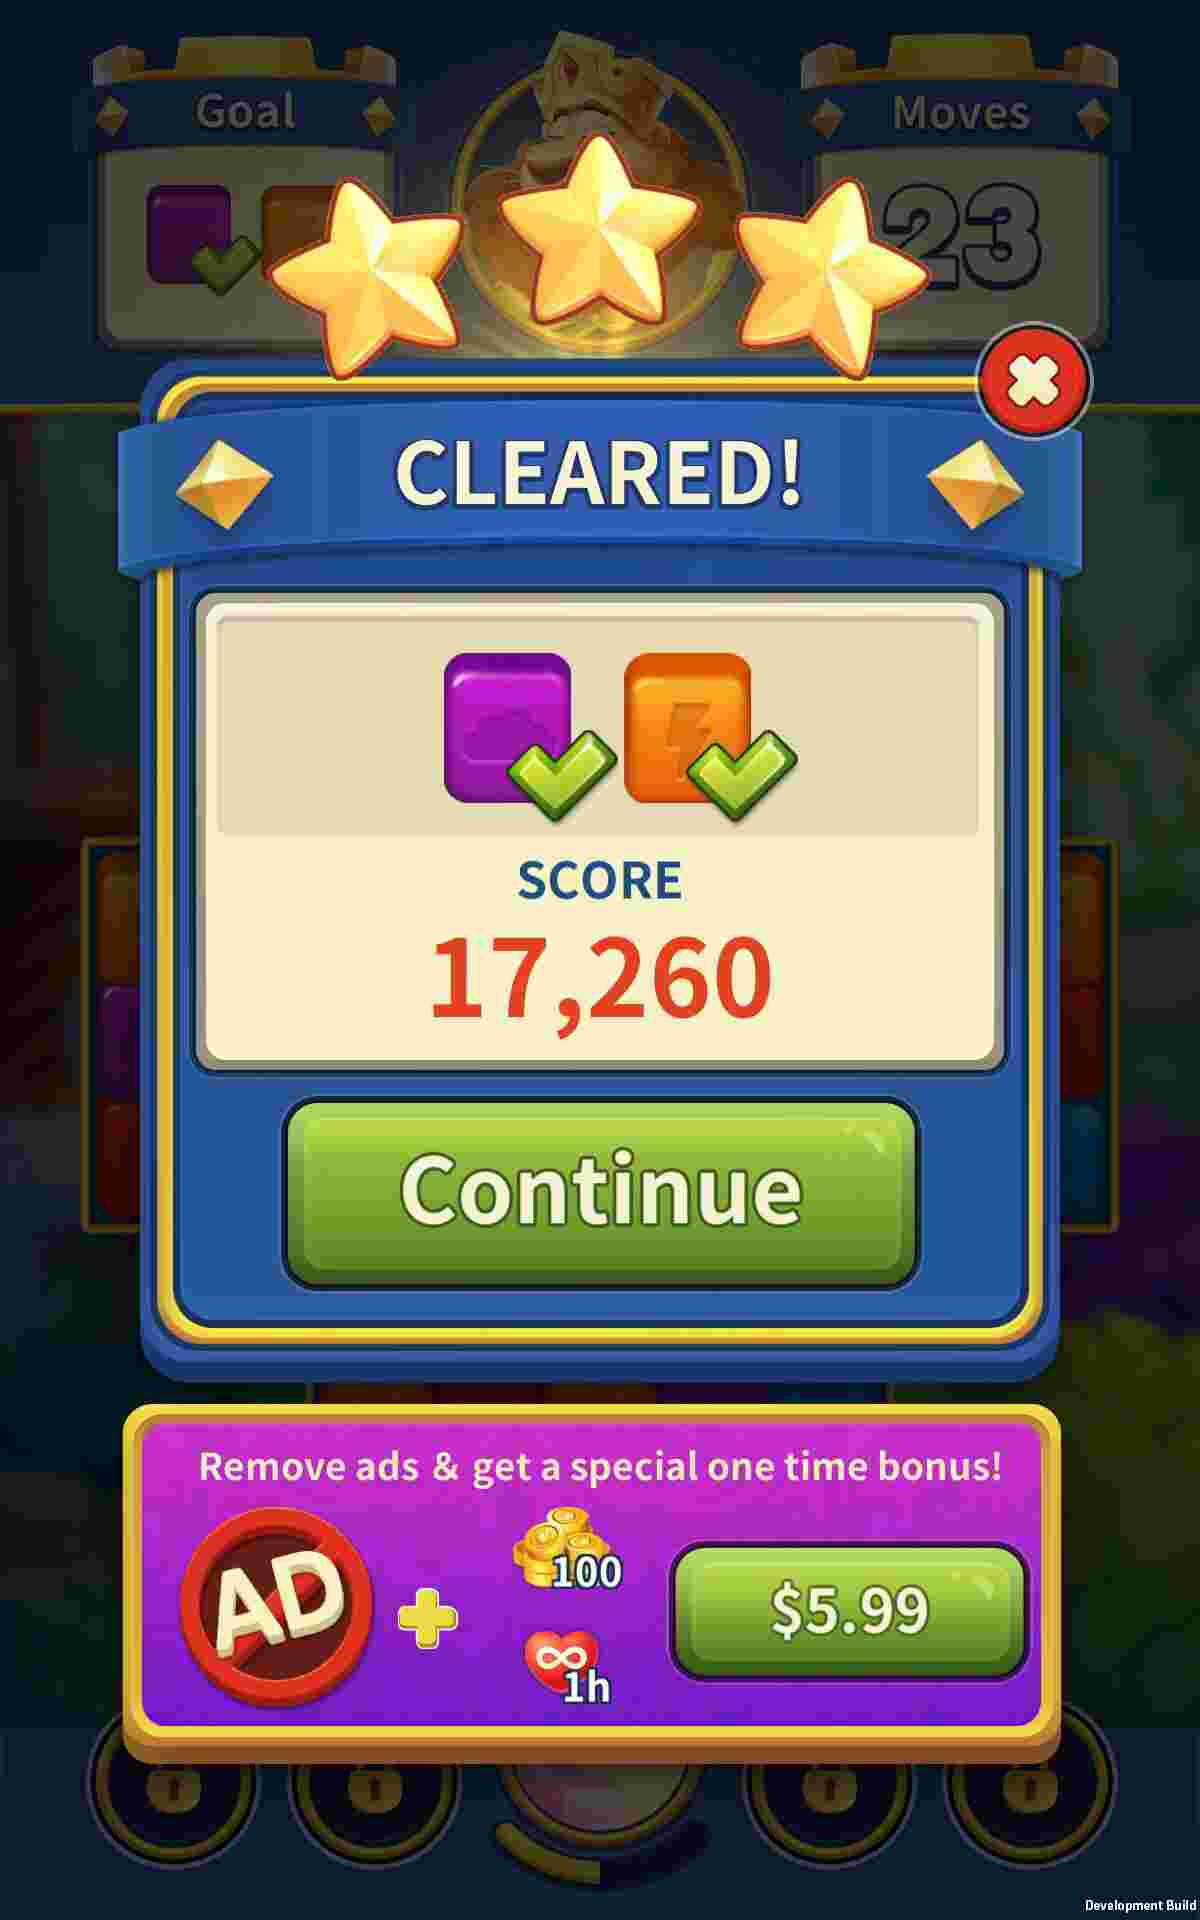 Goal
Moves
23
CLEARED!
SCORE
17,260
Continue
Remove ads & get a special one time bonus!
AD
100
1h
$5.99
Development Build